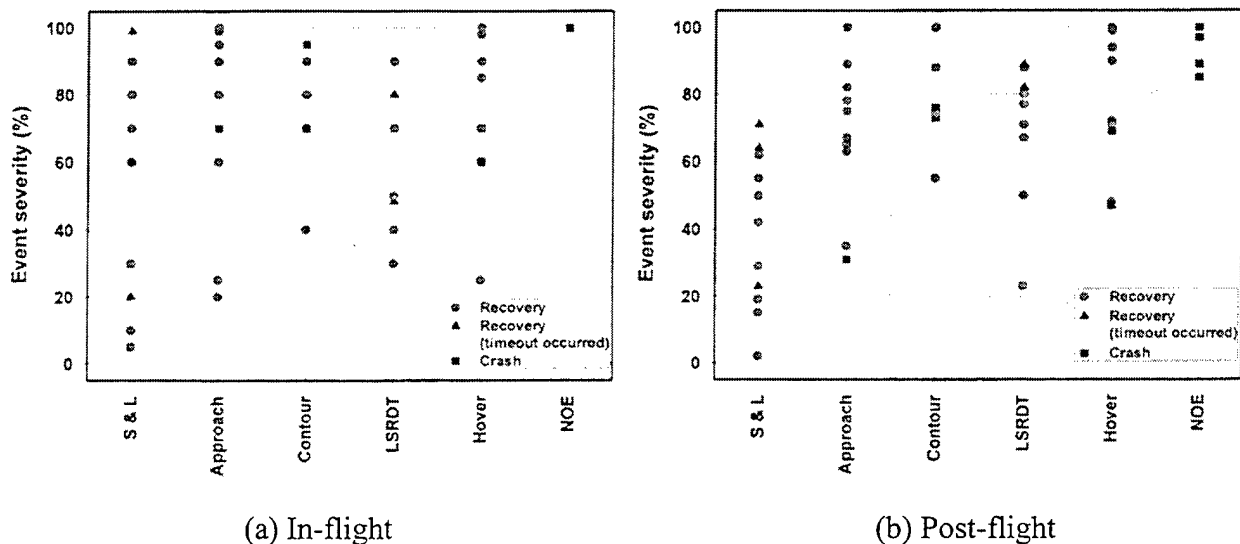 Event severity (%)
100
80
60
40
20
0
Recovery
Recovery
(timeout occurred)
Crash
S & L
Approach
Contour
LSRDT
Hover
NOE
(a) In-flight
Event severity (%)
100
80
60
40
20
0
Recovery
Recovery
(timeout occurred)
Crash
S & L
Approach
Contour
LSRDT
Hover
NOE
(b) Post-flight